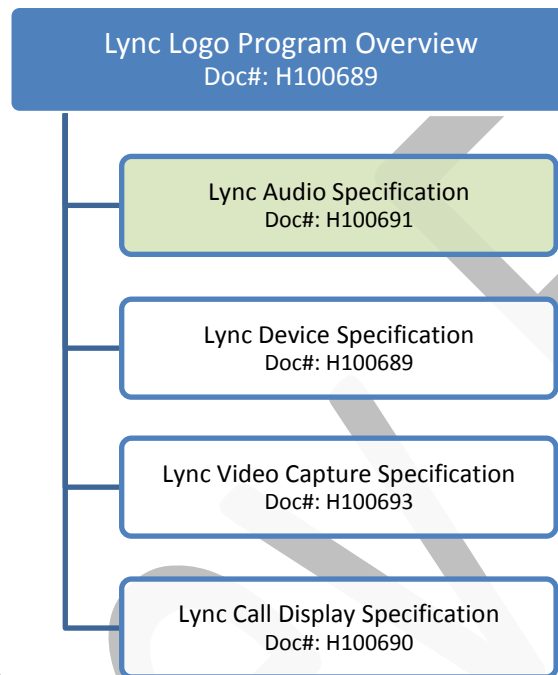 Lync Logo Program Overview
Doc#: H100689
Lync Audio Specification
Doc#: H100691
Lync Device Specification
Doc#: H100689
Lync Video Capture Specification
Doc#: H100693
Lync Call Display Specification
Doc#: H100690